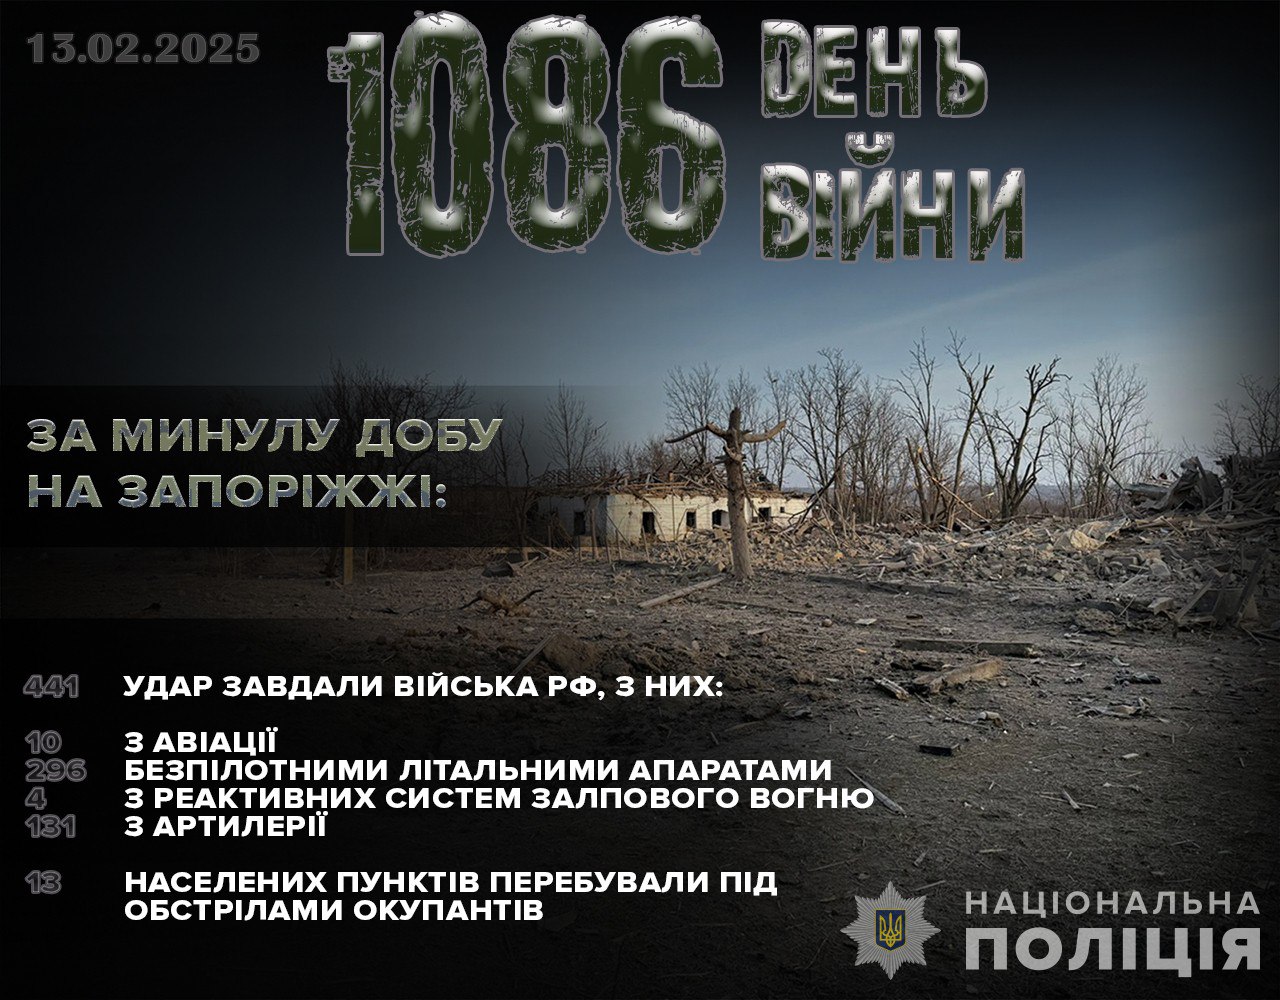 13.02.2025
1086 ДЕНЬ
ВІЙНИ
ЗА МИНУЛУ ДОБУ
НА ЗАПОРІЖЖІ:
441 УДАР ЗАВДАЛИ ВІЙСЬКА РФ, З НИХ:
10 З АВІАЦІЇ
296 БЕЗПІЛОТНИМИ ЛІТАЛЬНИМИ АПАРАТАМИ
4 З РЕАКТИВНИХ СИСТЕМ ЗАЛПОВОГО ВОГНЮ
131 З АРТИЛЕРІЇ
13 НАСЕЛЕНИХ ПУНКТІВ ПЕРЕБУВАЛИ ПІД
ОБСТРІЛАМИ ОКУПАНТІВ
НАЦІОНАЛЬНА
ПОЛІЦІЯ